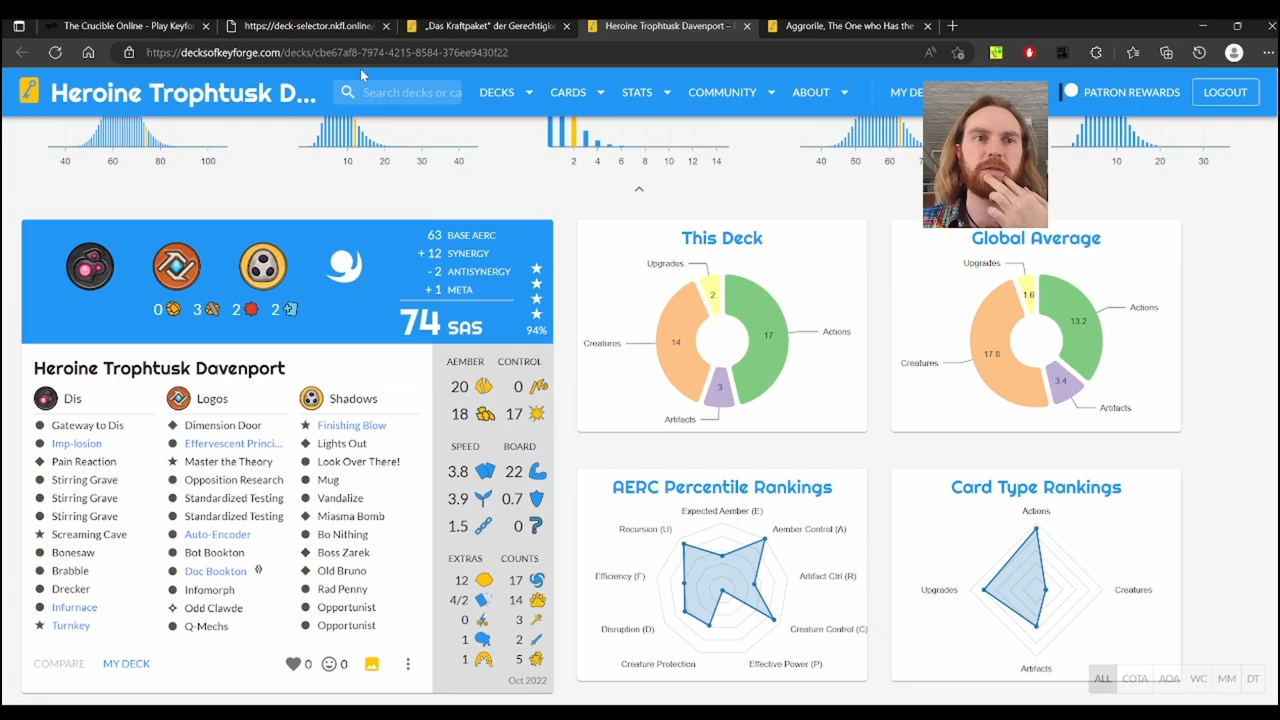 The Crucible Online - Play Keyfor
https://deck-selector.nkfl.online/
„Das Kraftpaket“ der Gerechtigke
Heroine Trophtusk Davenport – 
Aggrorile, The One who Has the
https://decksofkeyforge.com/decks/cbe67af8-7974-4215-8584-376ee9430f22
Heroine Trophtusk D...
Search decks or ca
DECKS
CARDS
STATS
COMMUNITY
ABOUT
MY DE
PATRON REWARDS
LOGOUT
40 60 80 100
10 20 30 40
2 4 6 8 10 12 14
40 60
10 20 30
63 BASE AERC
+ 12 SYNERGY
- 2 ANTISYNERGY
+ 1 META
74 SAS
94%
0 3 2 2
Heroine Trophtusk Davenport
Dis
Gateway to Dis
Imp-losion
Pain Reaction
Stirring Grave
Stirring Grave
Stirring Grave
Screaming Cave
Bonesaw
Brabble
Drecker
Infurnace
Turnkey
Logos
Dimension Door
Effervescent Princi...
Master the Theory
Opposition Research
Standardized Testing
Standardized Testing
Auto-Encoder
Bot Bookton
Doc Bookton
Infomorph
Odd Clawde
Q-Mechs
Shadows
Finishing Blow
Lights Out
Look Over There!
Mug
Vandalize
Miasma Bomb
Bo Nithing
Boss Zarek
Old Bruno
Rad Penny
Opportunist
Opportunist
COMPARE
MY DECK
0
0
AEMBER CONTROL
20 0
18 17
SPEED BOARD
3.8 22
3.9 0.7
1.5 0
EXTRAS COUNTS
12 17
4/2 14
0 3
1 2
1 5
Oct 2022
This Deck
Upgrades
2
Actions
17
Creatures
14
3
Artifacts
Global Average
Upgrades
1.6
Actions
13.2
Creatures
17.8
3.4
Artifacts
AERC Percentile Rankings
Expected Aember (E)
Recursion (U)
Aember Control (A)
Efficiency (F)
Artifact Ctrl (R)
Disruption (D)
Creature Control (C)
Creature Protection
Effective Power (P)
Card Type Rankings
Actions
Upgrades
Creatures
Artifacts
ALL COTA AOA WC MM DT